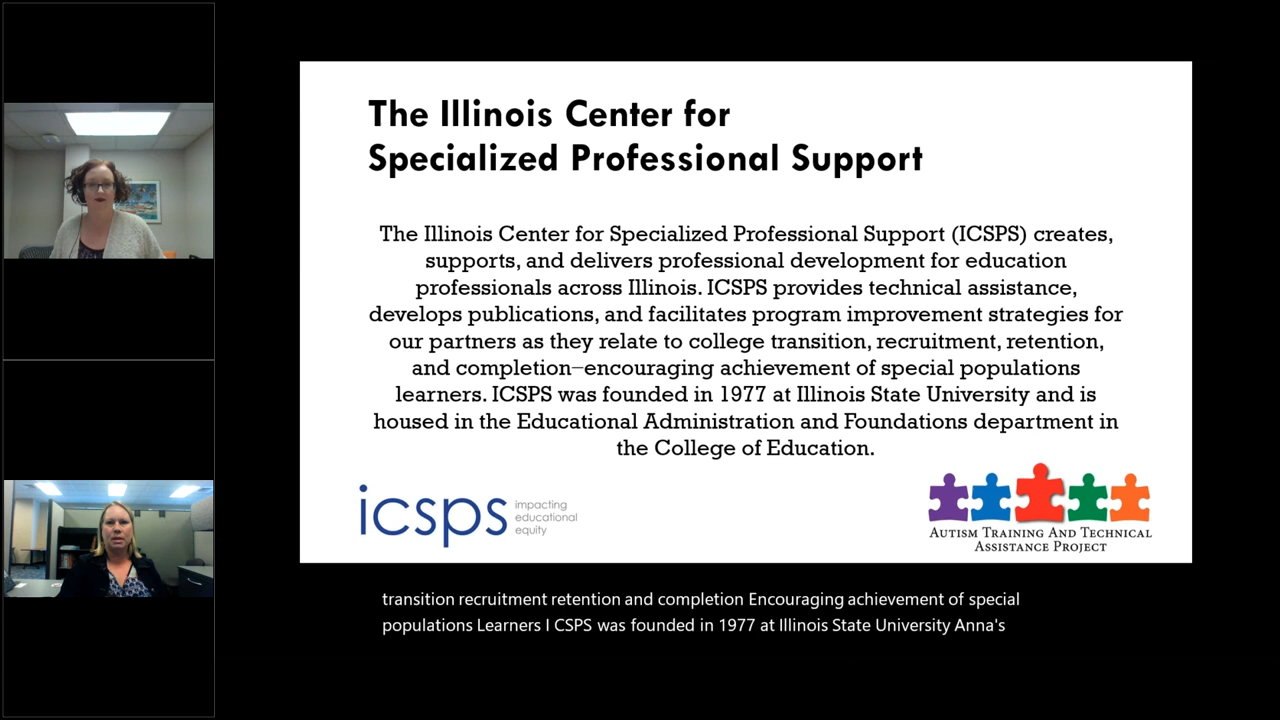 The Illinois Center for
Specialized Professional Support
The Illinois Center for Specialized Professional Support (ICSPS) creates,
supports, and delivers professional development for education
professionals across Illinois. ICSPS provides technical assistance,
develops publications, and facilitates program improvement strategies for
our partners as they relate to college transition, recruitment, retention,
and completion–encouraging achievement of special populations
learners. ICSPS was founded in 1977 at Illinois State University and is
housed in the Educational Administration and Foundations department in
the College of Education.
icsps
impacting
educational
equity
Autism Training And Technical
Assistance Project
transition recruitment retention and completion Encouraging achievement of special
populations Learners I CSPS was founded in 1977 at Illinois State University Anna's